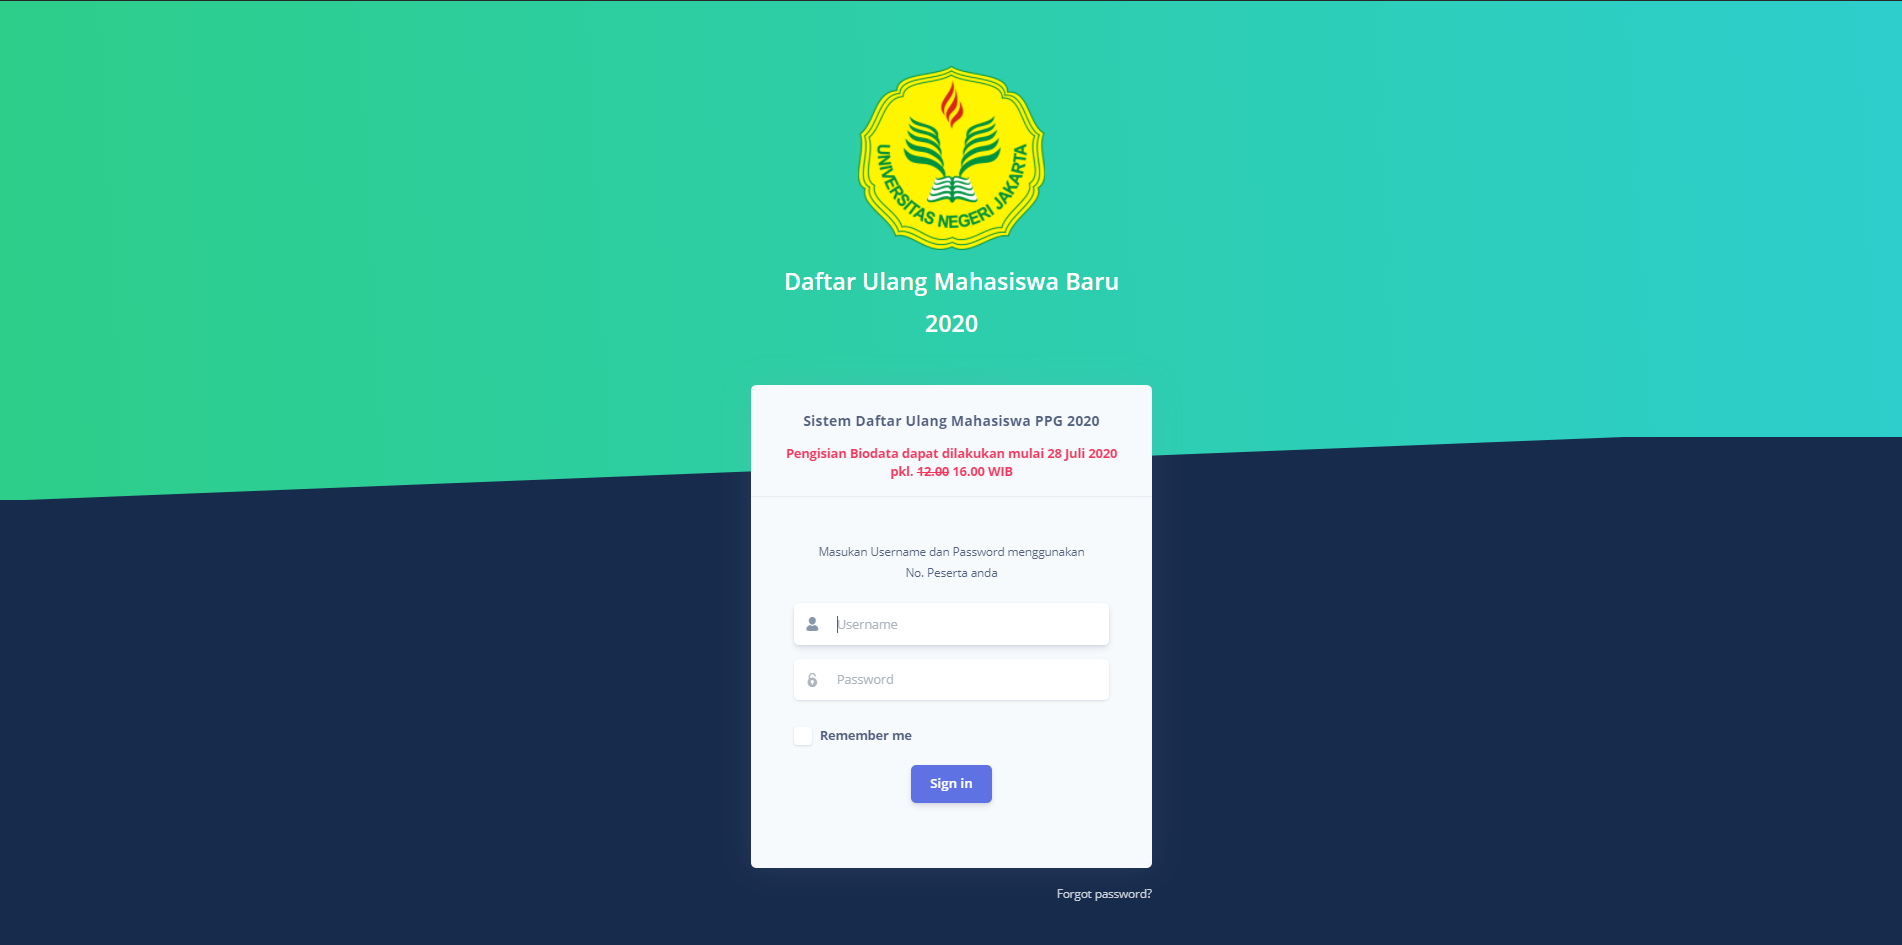 UNIVERSITAS NEGERI JAKARTA
Daftar Ulang Mahasiswa Baru
2020
Sistem Daftar Ulang Mahasiswa PPG 2020
Pengisian Biodata dapat dilakukan mulai 28 Juli 2020
pkl. 12.00 16.00 WIB
Masukan Username dan Password menggunakan
No. Peserta anda
Username
Password
Remember me
Sign in
Forgot password?